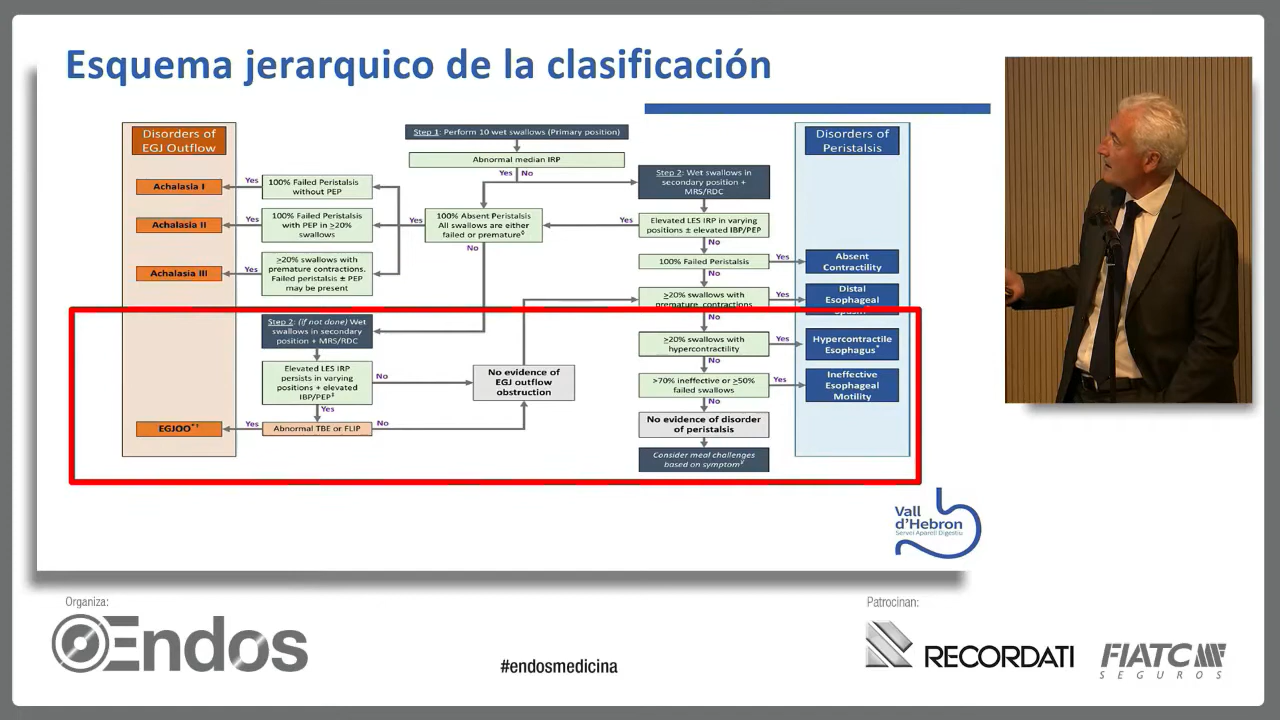 Esquema jerarquico de la clasificación
Disorders of
EGJ Outflow
Step 1: Perform 10 wet swallows (Primary position)
Disorders of
Peristalsis
Abnormal median IRP
Yes
No
Step 2: Wet swallows in
secondary position +
MRS/RDC
Achalasia I
Yes
100% Failed Peristalsis
without PEP
Achalasia II
Yes
100% Failed Peristalsis
with PEP in ≥20%
swallows
Yes
100% Absent Peristalsis
All swallows are either
failed or premature§
Yes
Elevated LES IRP in varying
positions ± elevated IBP/PEP
No
No
100% Failed Peristalsis
Yes
Absent
Contractility
Achalasia III
Yes
≥20% swallows with
premature contractions.
Failed peristalsis ± PEP
may be present
No
≥20% swallows with
premature contractions
Yes
Distal
Esophageal
Spasm
Step 2: (if not done) Wet
swallows in secondary
position + MRS/RDC
No
≥20% swallows with
hypercontractility
Yes
Hypercontractile
Esophagus*
Elevated LES IRP
persists in varying
positions + elevated
IBP/PEP‡
No
No evidence of
EGJ outflow
obstruction
No
>70% ineffective or ≥50%
failed swallows
Yes
Ineffective
Esophageal
Motility
Yes
No
EGJOO*†
Yes
Abnormal TBE or FLIP
No
No evidence of disorder
of peristalsis
Consider meal challenges
based on symptom¥
Vall
d'Hebron
Servei Aparell Digestiu
Organiza:
Endos
#endosmedicina
Patrocinan:
RECORDATI
FIATC
SEGUROS